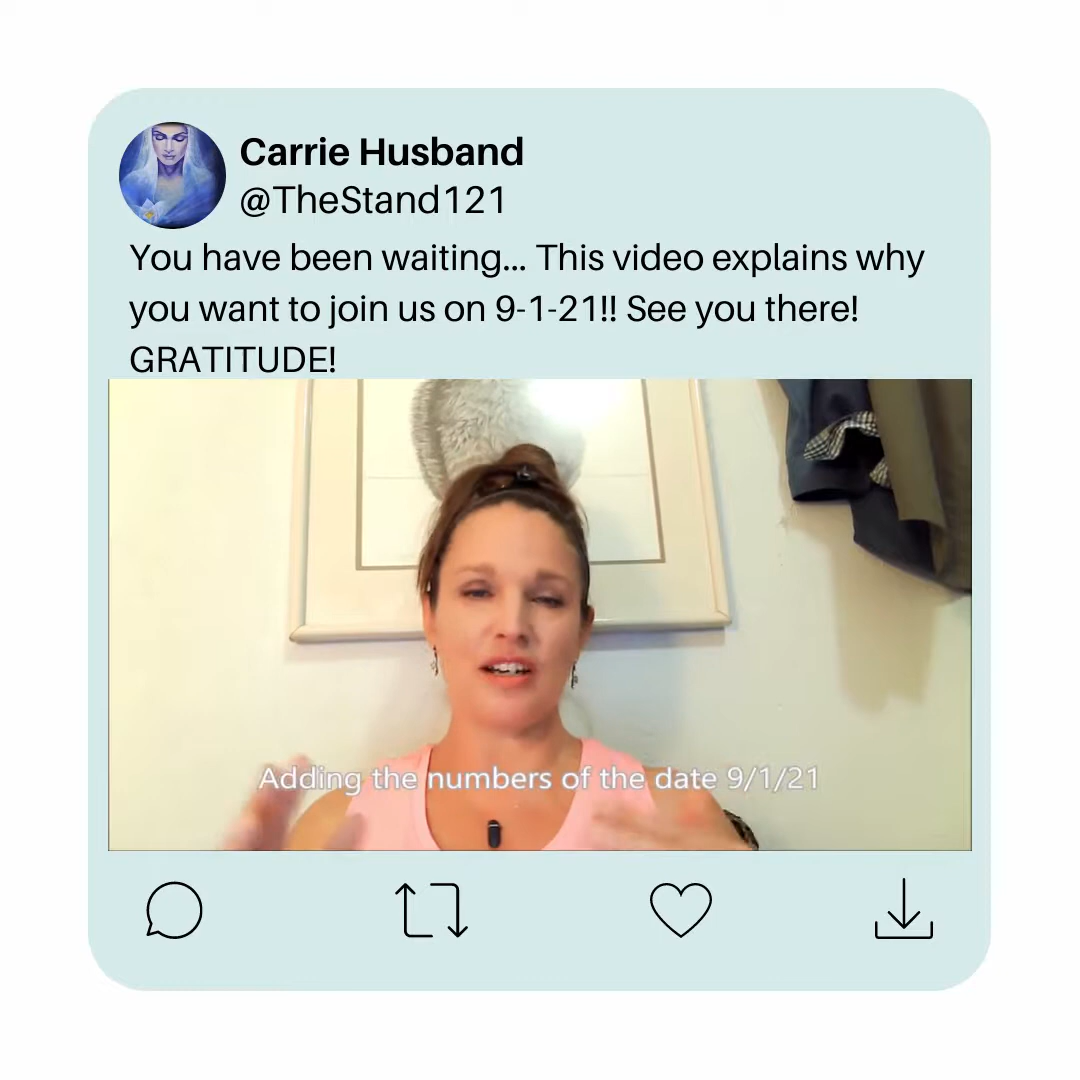 Carrie Husband
@TheStand121
You have been waiting... This video explains why
you want to join us on 9-1-21!! See you there!
GRATITUDE!
Adding the numbers of the date 9/1/21